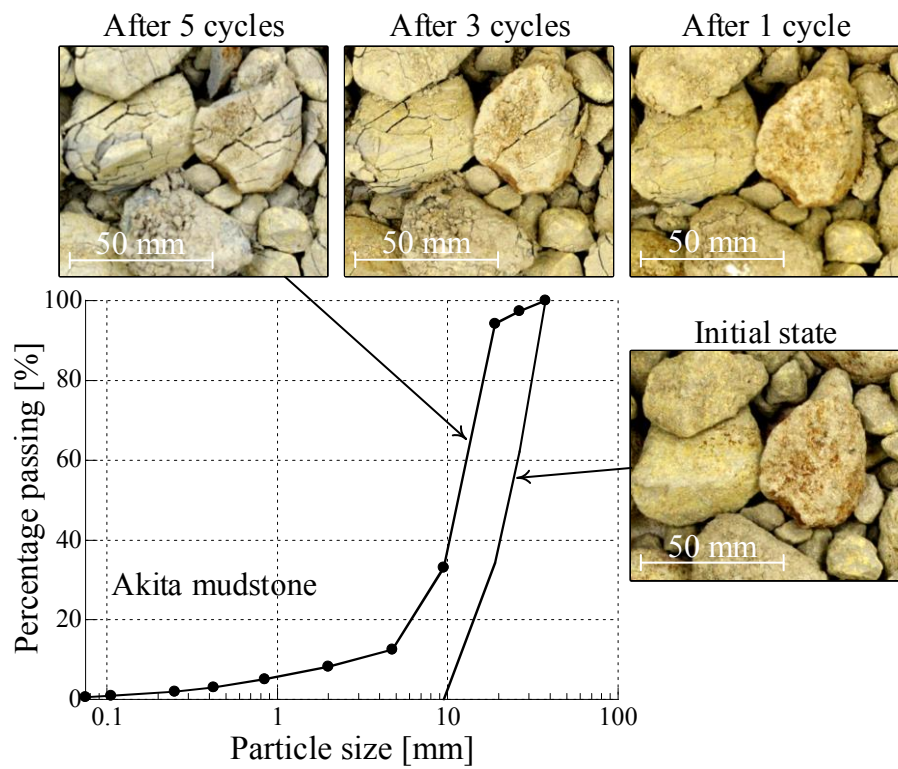 After 5 cycles
After 3 cycles
After 1 cycle
50 mm
50 mm
50 mm
Initial state
50 mm
Percentage passing [%]
100
80
60
40
20
0
Akita mudstone
0.1
1
10
100
Particle size [mm]